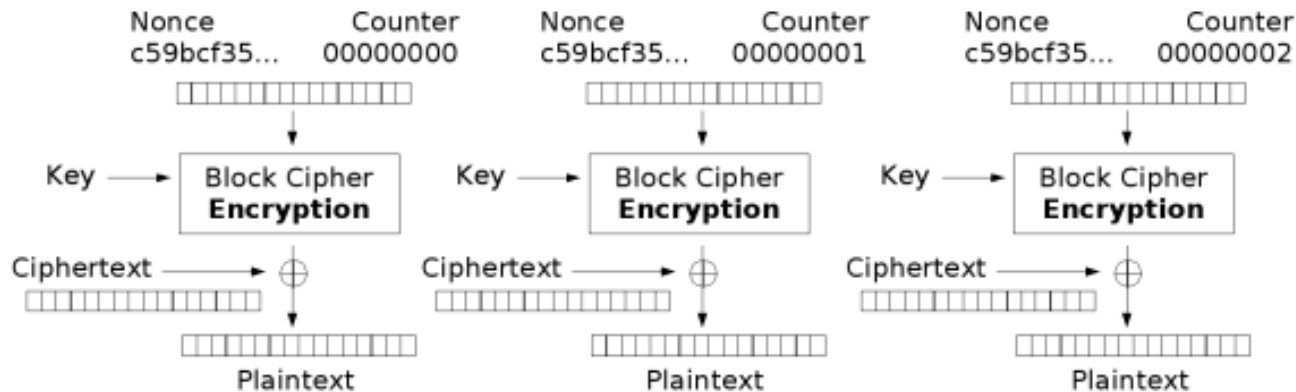 Nonce Counter Nonce Counter Nonce Counter
c59bcf35... 00000000 c59bcf35... 00000001 c59bcf35... 00000002
Key Block Cipher Key Block Cipher Key Block Cipher
Encryption Encryption Encryption
Ciphertext Ciphertext Ciphertext
Plaintext Plaintext Plaintext